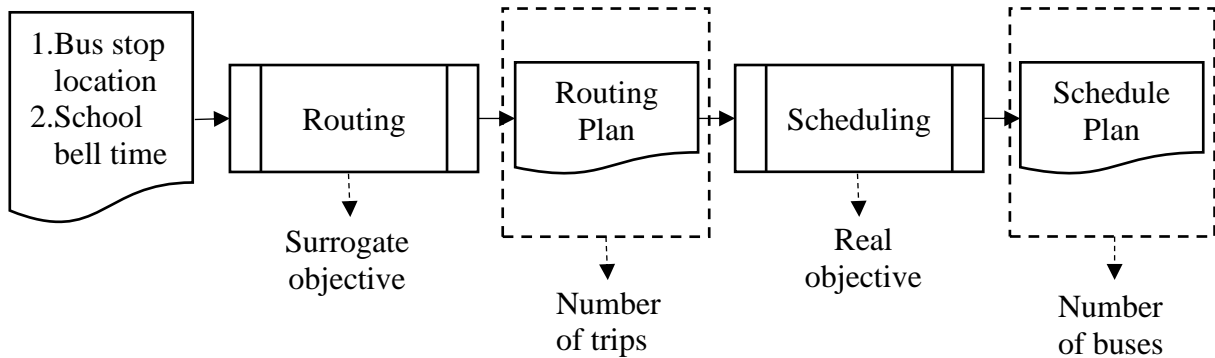 1.Bus stop
location
2.School
bell time
Routing
Routing
Plan
Scheduling
Schedule
Plan
Surrogate
objective
Number
of trips
Real
objective
Number
of buses